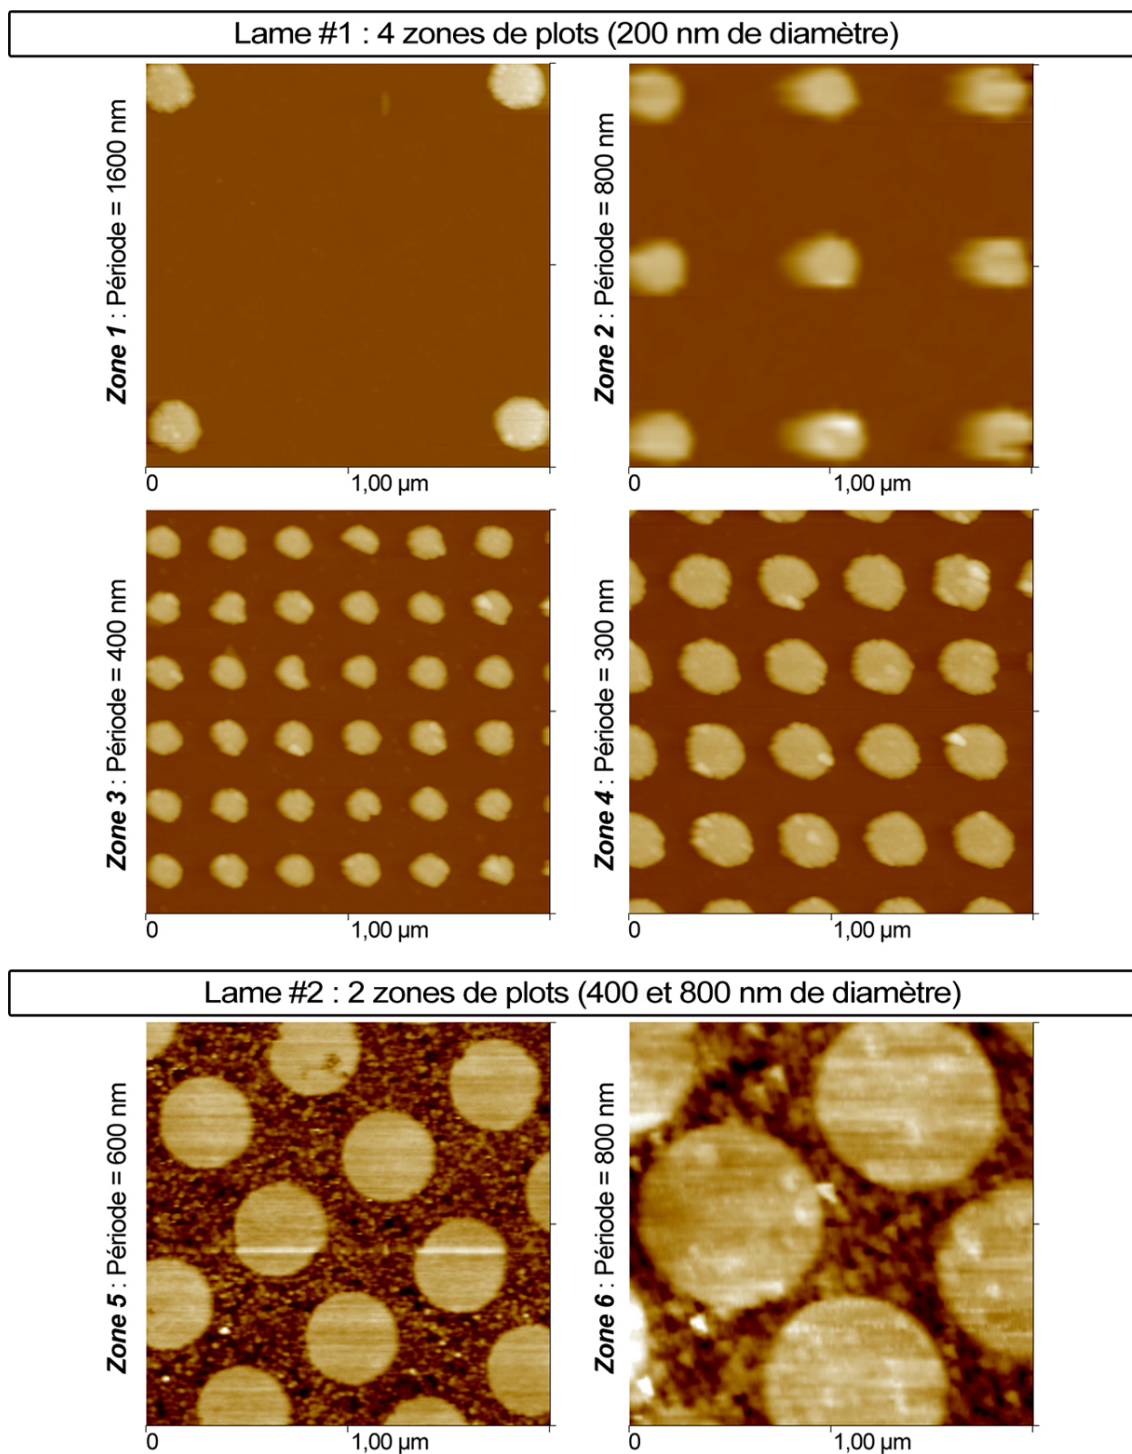 Lame #1 : 4 zones de plots (200 nm de diamètre)
Zone 1 : Période = 1600 nm
0
1,00 µm
Zone 2 : Période = 800 nm
0
1,00 µm
Zone 3 : Période = 400 nm
0
1,00 µm
Zone 4 : Période = 300 nm
0
1,00 µm
Lame #2 : 2 zones de plots (400 et 800 nm de diamètre)
Zone 5 : Période = 600 nm
0
1,00 µm
Zone 6 : Période = 800 nm
0
1,00 µm